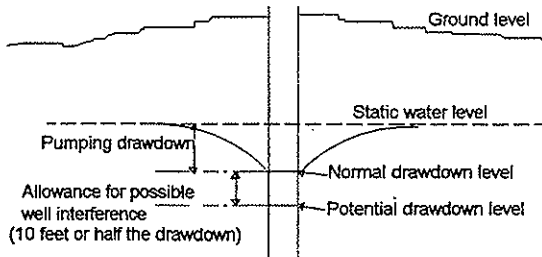 Ground level
Static water level
Pumping drawdown
Normal drawdown level
Allowance for possible
well interference
(10 feet or half the drawdown)
Potential drawdown level